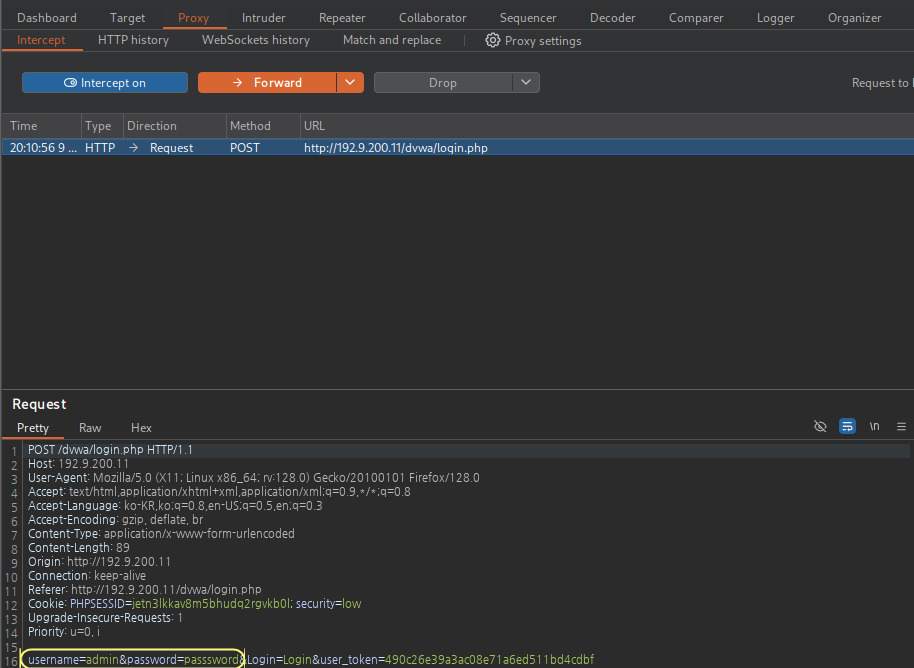 Dashboard Target Proxy Intruder Repeater Collaborator Sequencer Decoder Comparer Logger Organizer
Intercept HTTP history WebSockets history Match and replace Proxy settings
Intercept on Forward Drop Request to
Time Type Direction Method URL
20:10:56 9 ... HTTP → Request POST http://192.9.200.11/dvwa/login.php
Request
Pretty Raw Hex \n
1 POST /dvwa/login.php HTTP/1.1
2 Host: 192.9.200.11
3 User-Agent: Mozilla/5.0 (X11; Linux x86_64; rv:128.0) Gecko/20100101 Firefox/128.0
4 Accept: text/html,application/xhtml+xml,application/xml;q=0.9,*/*;q=0.8
5 Accept-Language: ko-KR,ko;q=0.8,en-US;q=0.5,en;q=0.3
6 Accept-Encoding: gzip, deflate, br
7 Content-Type: application/x-www-form-urlencoded
8 Content-Length: 89
9 Origin: http://192.9.200.11
10 Connection: keep-alive
11 Referer: http://192.9.200.11/dvwa/login.php
12 Cookie: PHPSESSID=jetn3lkkav8m5bhudq2rgvkb0l; security=low
13 Upgrade-Insecure-Requests: 1
14 Priority: u=0, i
15
16 username=admin&password=passsword&Login=Login&user_token=490c26e39a3ac08e71a6ed511bd4cdbf